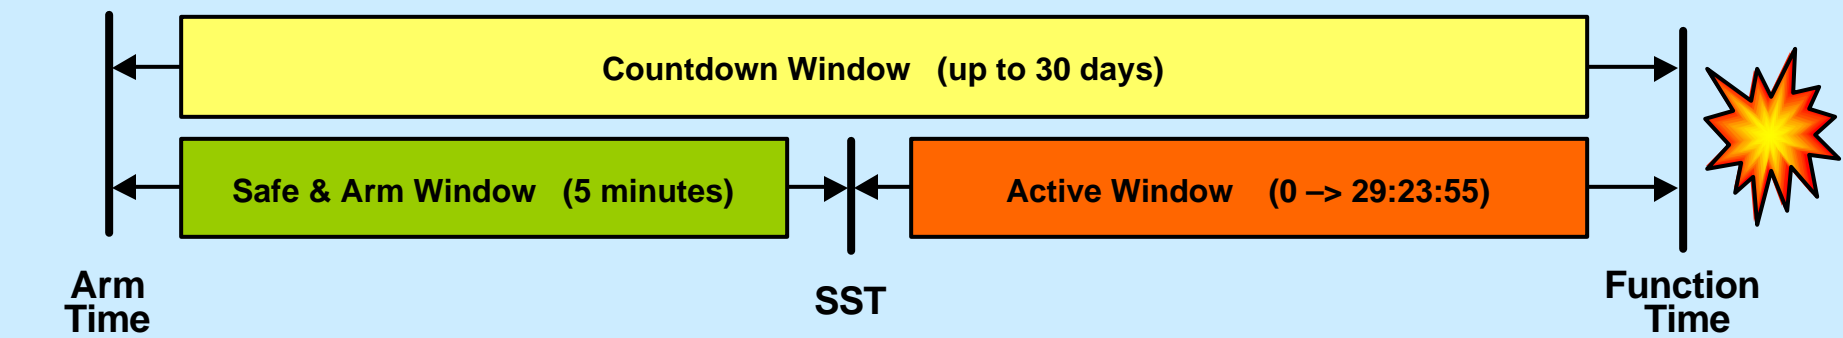 Countdown Window (up to 30 days)
Safe & Arm Window (5 minutes)
Active Window (0 –> 29:23:55)
Arm
Time
SST
Function
Time